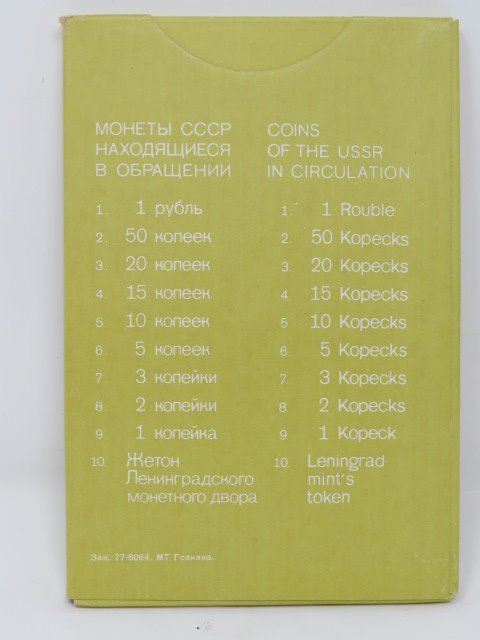 МОНЕТЫ СССР
НАХОДЯЩИЕСЯ
В ОБРАЩЕНИИ
1. 1 рубль
2. 50 копеек
3. 20 копеек
4. 15 копеек
5. 10 копеек
6. 5 копеек
7. 3 копейки
8. 2 копейки
9. 1 копейка
10. Жетон
Ленинградского
монетного двора
COINS
OF THE USSR
IN CIRCULATION
1. 1 Rouble
2. 50 Kopecks
3. 20 Kopecks
4. 15 Kopecks
5. 10 Kopecks
6. 5 Kopecks
7. 3 Kopecks
8. 2 Kopecks
9. 1 Kopeck
10. Leningrad
mint's
token
Зак. 77-6064. МТ Гознака.